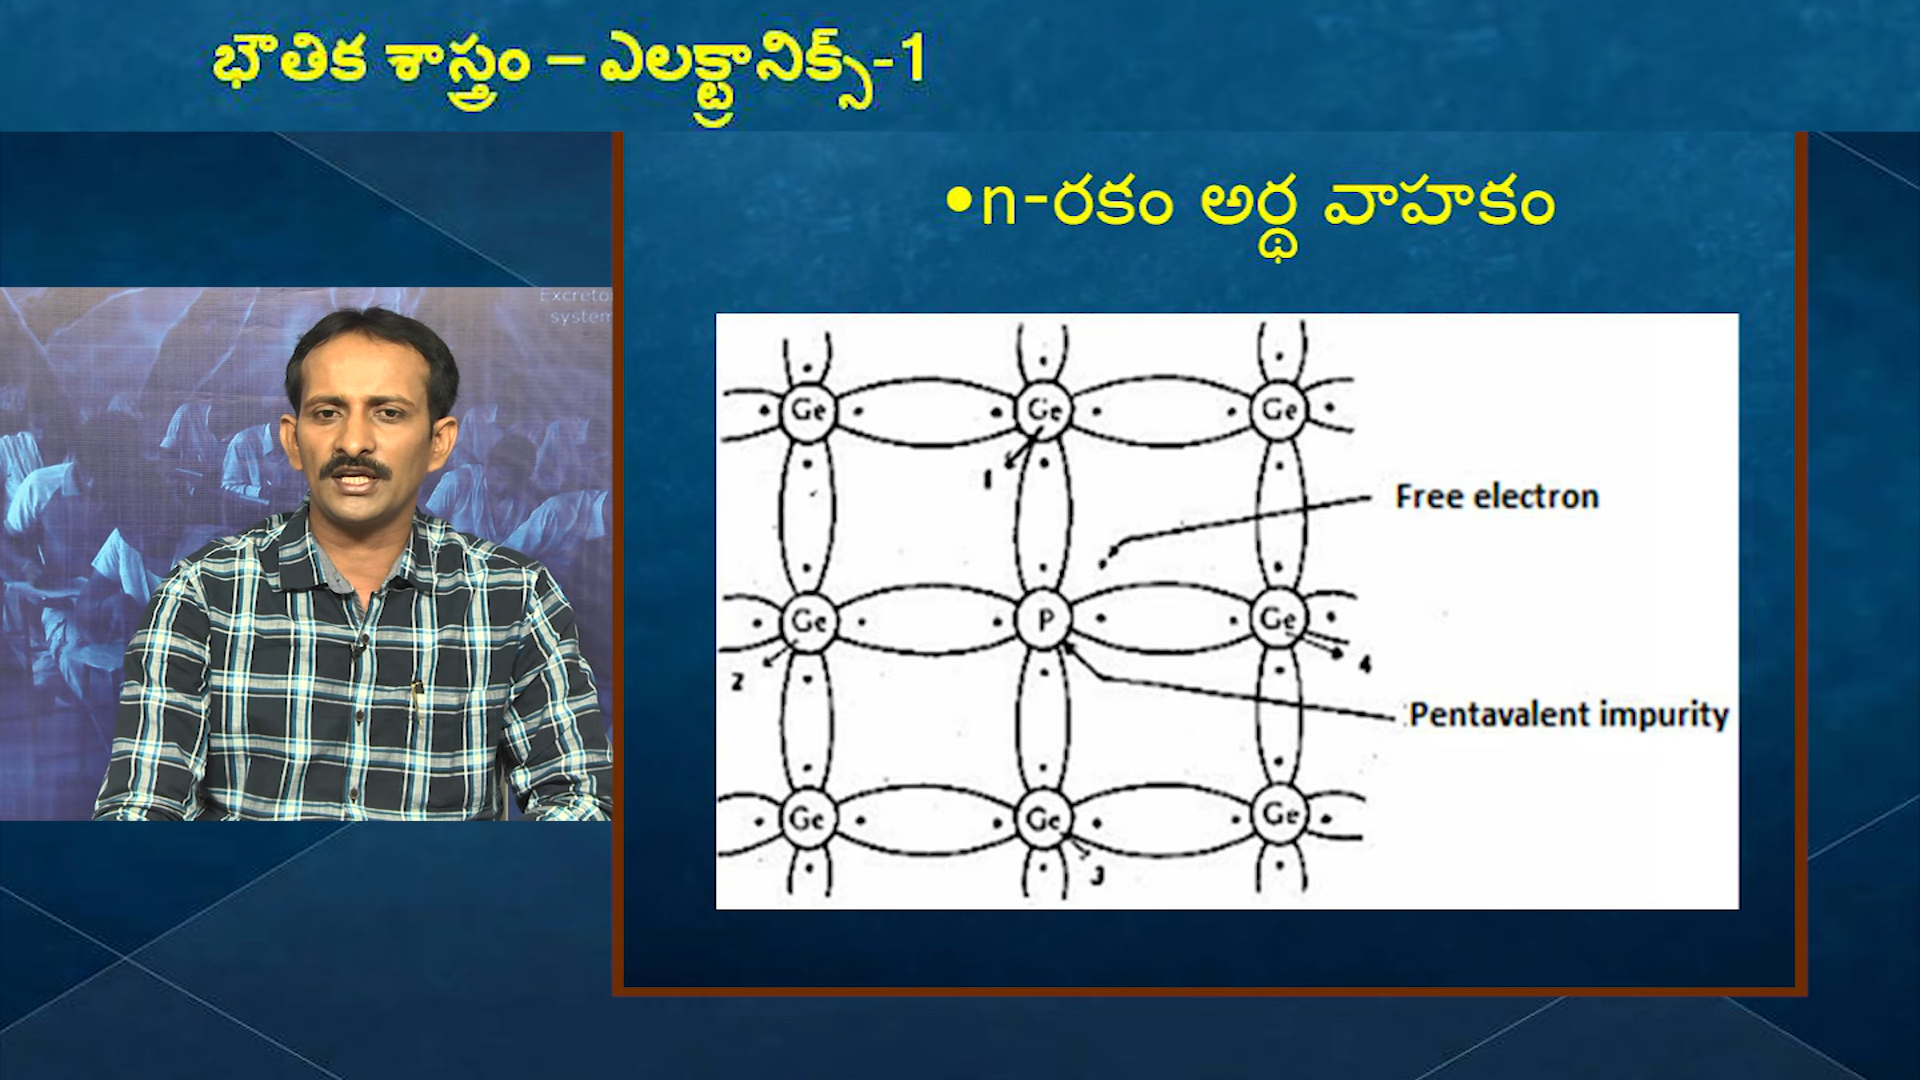 భౌతిక శాస్త్రం – ఎలక్ట్రానిక్స్-1
•n-రకం అర్ధ వాహకం
system
Ge Ge Ge
1
Free electron
Ge P Ge
2 4
Pentavalent impurity
Ge Ge Ge
3